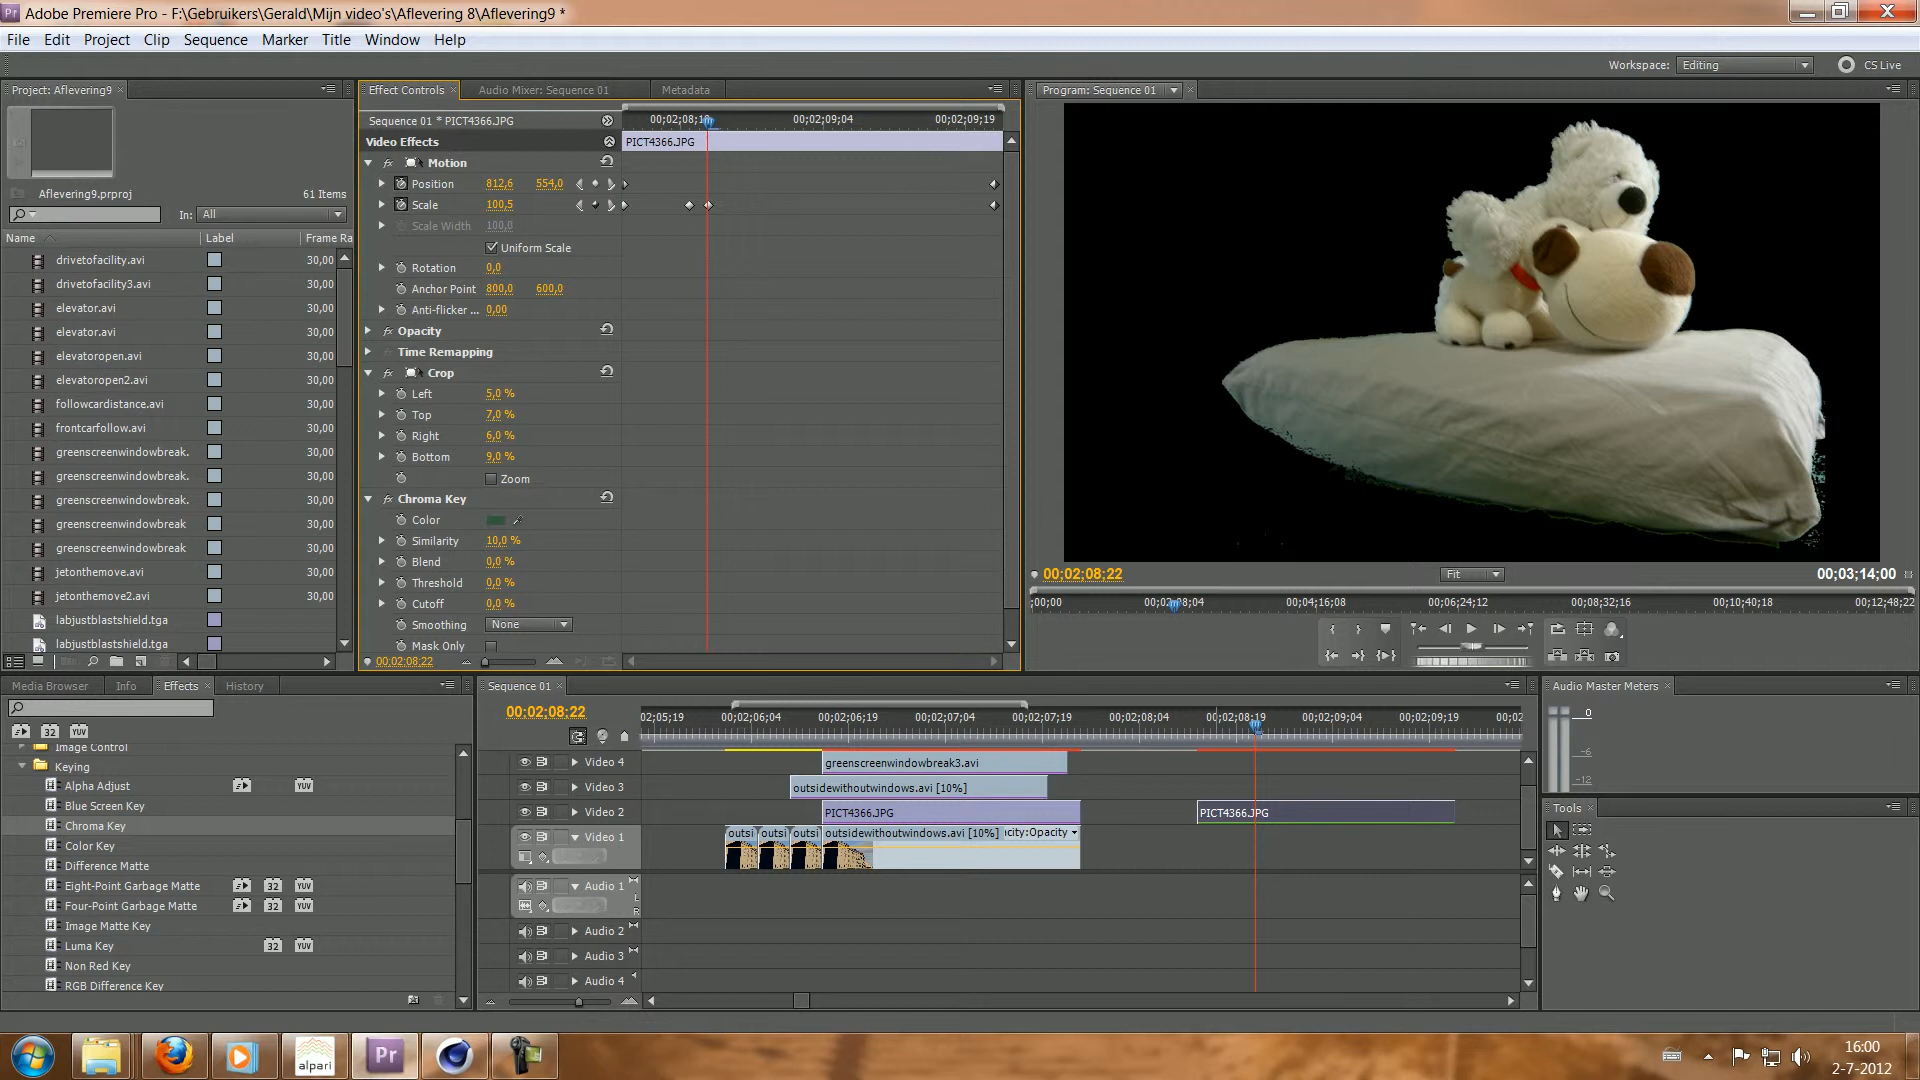 Adobe Premiere Pro - F:\Gebruikers\Gerald\Mijn video's\Aflevering 8\Aflevering9 *
File Edit Project Clip Sequence Marker Title Window Help
Workspace: Editing CS Live
Project: Aflevering9
Aflevering9.prproj
61 Items
In: All
Name Label Frame Ra
drivetofacility.avi 30,00
drivetofacility3.avi 30,00
elevator.avi 30,00
elevator.avi 30,00
elevatoropen.avi 30,00
elevatoropen2.avi 30,00
followcardistance.avi 30,00
frontcarfollow.avi 30,00
greenscreenwindowbreak. 30,00
greenscreenwindowbreak. 30,00
greenscreenwindowbreak. 30,00
greenscreenwindowbreak 30,00
greenscreenwindowbreak 30,00
jetonthemove.avi 30,00
jetonthemove2.avi 30,00
labjustblastshield.tga
labjustblastshield.tga
Effect Controls Audio Mixer: Sequence 01 Metadata
Sequence 01 * PICT4366.JPG
00;02;09;04 00;02;09;19
Video Effects
PICT4366.JPG
fx Motion
Position 812,6 554,0
Scale 100,5
Scale Width 100,0
Uniform Scale
Rotation 0,0
Anchor Point 800,0 600,0
Anti-flicker ... 0,00
fx Opacity
Time Remapping
fx Crop
Left 5,0 %
Top 7,0 %
Right 6,0 %
Bottom 9,0 %
Zoom
fx Chroma Key
Color
Similarity 10,0 %
Blend 0,0 %
Threshold 0,0 %
Cutoff 0,0 %
Smoothing None
Mask Only
00;02;08;22
Program: Sequence 01
00;02;08;22 Fit 00;03;14;00
;00;00 00;04;16;08 00;06;24;12 00;08;32;16 00;10;40;18 00;12;48;22
Media Browser Info Effects History
32 YUV
Image Control
Keying
Alpha Adjust YUV
Blue Screen Key
Chroma Key
Color Key
Difference Matte
Eight-Point Garbage Matte 32 YUV
Four-Point Garbage Matte 32 YUV
Image Matte Key
Luma Key 32 YUV
Non Red Key
RGB Difference Key
Sequence 01
00;02;08;22
02;05;19 00;02;06;04 00;02;06;19 00;02;07;04 00;02;07;19 00;02;08;04 00;02;08;19 00;02;09;04 00;02;09;19 00;02
Video 4 greenscreenwindowbreak3.avi
Video 3 outsidewithoutwindows.avi [10%]
Video 2 PICT4366.JPG PICT4366.JPG
Video 1 outsi outsi outsi outsidewithoutwindows.avi [10%] icity:Opacity
Audio 1
L
R
Audio 2
Audio 3
Audio 4
Audio Master Meters
0
-6
-12
Tools
alpari
Pr
16:00
2-7-2012